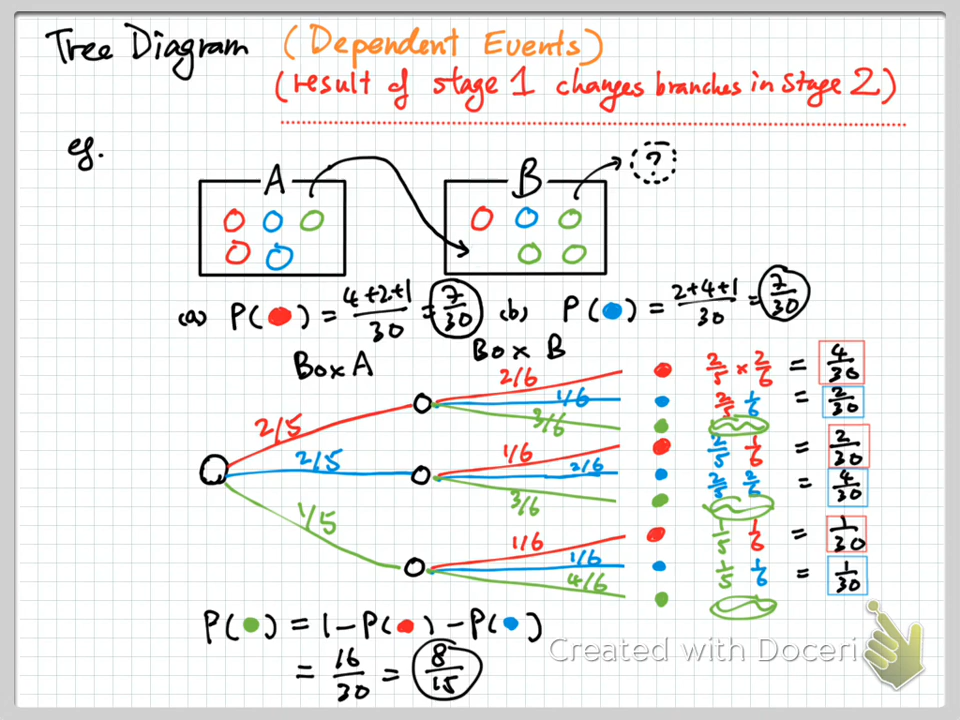 Tree Diagram (Dependent Events)
(result of stage 1 changes branches in Stage 2)
eg.
A B ?
(a) P( ) = 4+2+1/30 = 7/30 (b) P( ) = 2+4+1/30 = 7/30
Box A Box B
2/6 2/5 × 2/6 = 4/30
1/6 2/5 1/6 = 2/30
3/6
2/5
1/6 2/5 1/6 = 2/30
2/5 2/6 2/5 2/6 = 4/30
3/6
1/5
1/6 1/5 1/6 = 1/30
1/6 1/5 1/6 = 1/30
4/6
P( ) = 1 - P( ) - P( )
= 16/30 = 8/15
Created with Doceri